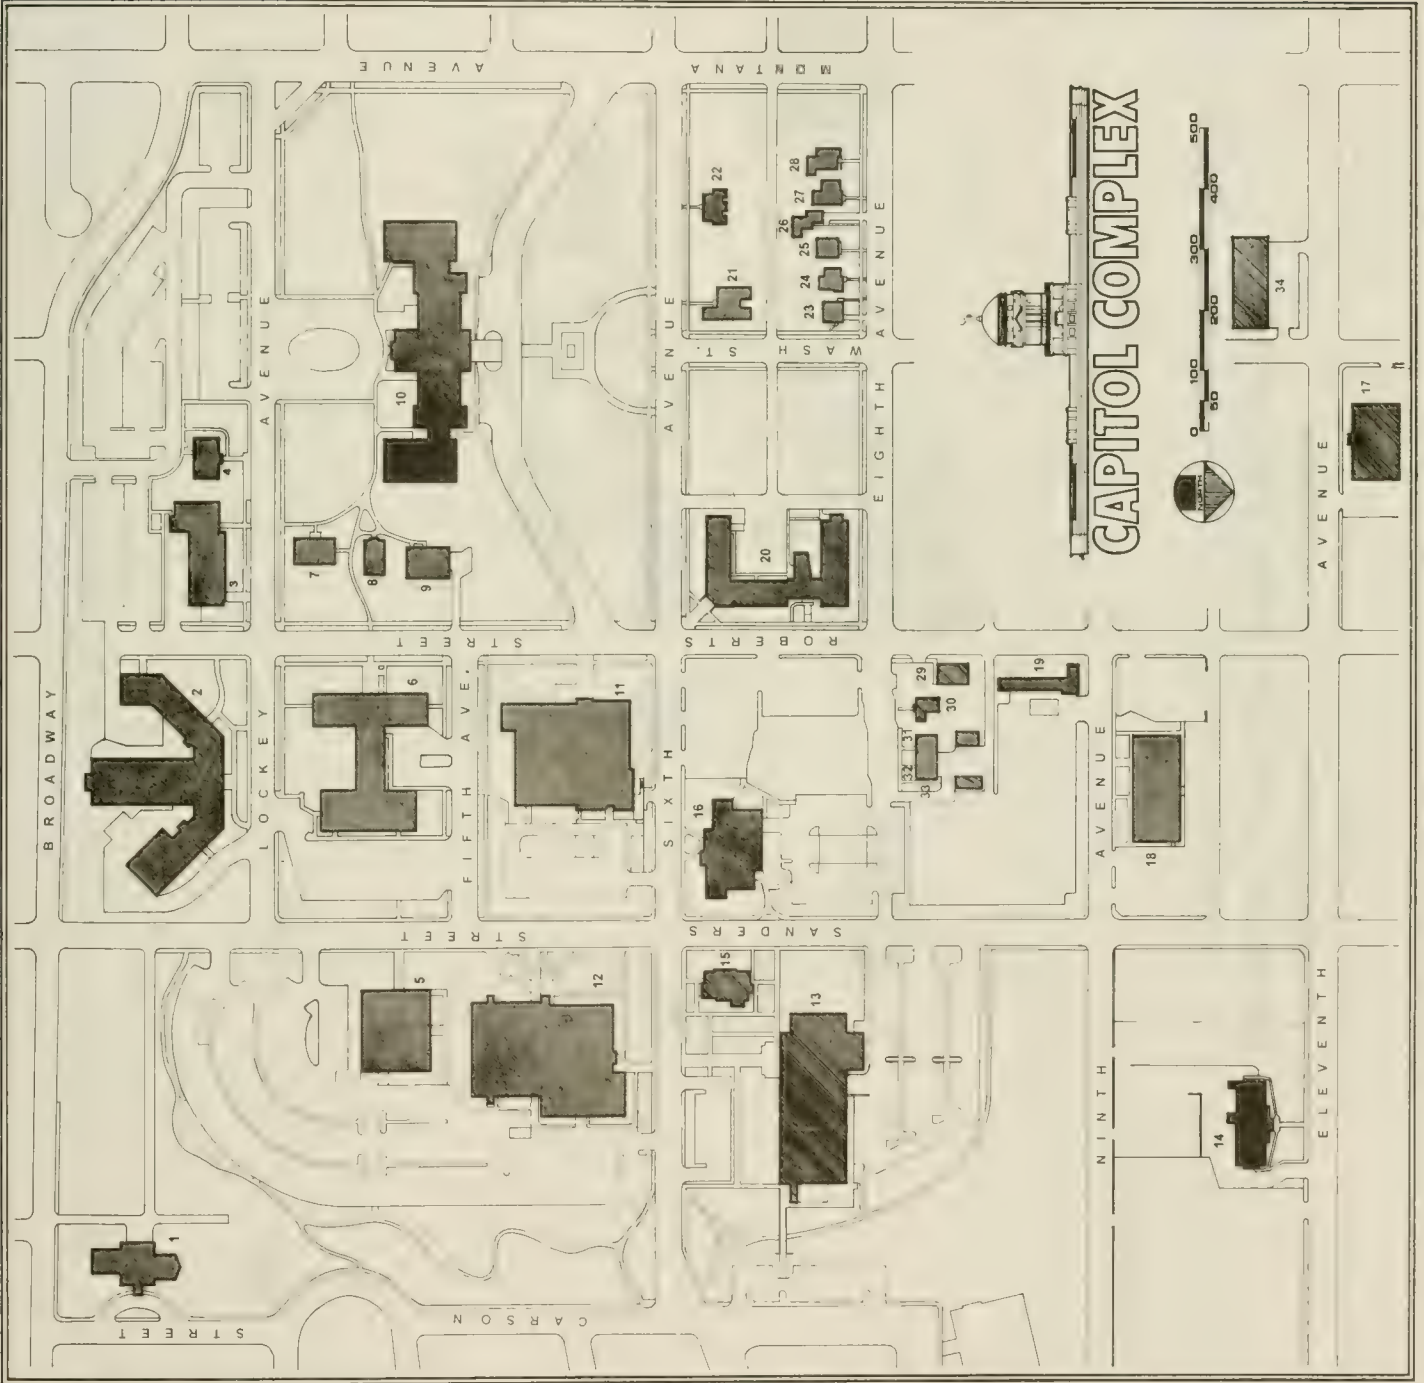 CAPITOL COMPLEX
0 50 100 200 300 400 500
NORTH
MONTANA AVENUE
BROADWAY
LOCKEY AVENUE
FIFTH AVE.
SIXTH AVENUE
EIGHTH AVENUE
NINTH AVENUE
ELEVENTH AVENUE
WASH ST.
ROBERTS STREET
SANDERS STREET
CARSON STREET
1
2
3
4
5
6
7
8
9
10
11
12
13
14
15
16
17
18
19
20
21
22
23
24
25
26
27
28
29
30
31
32
33
34